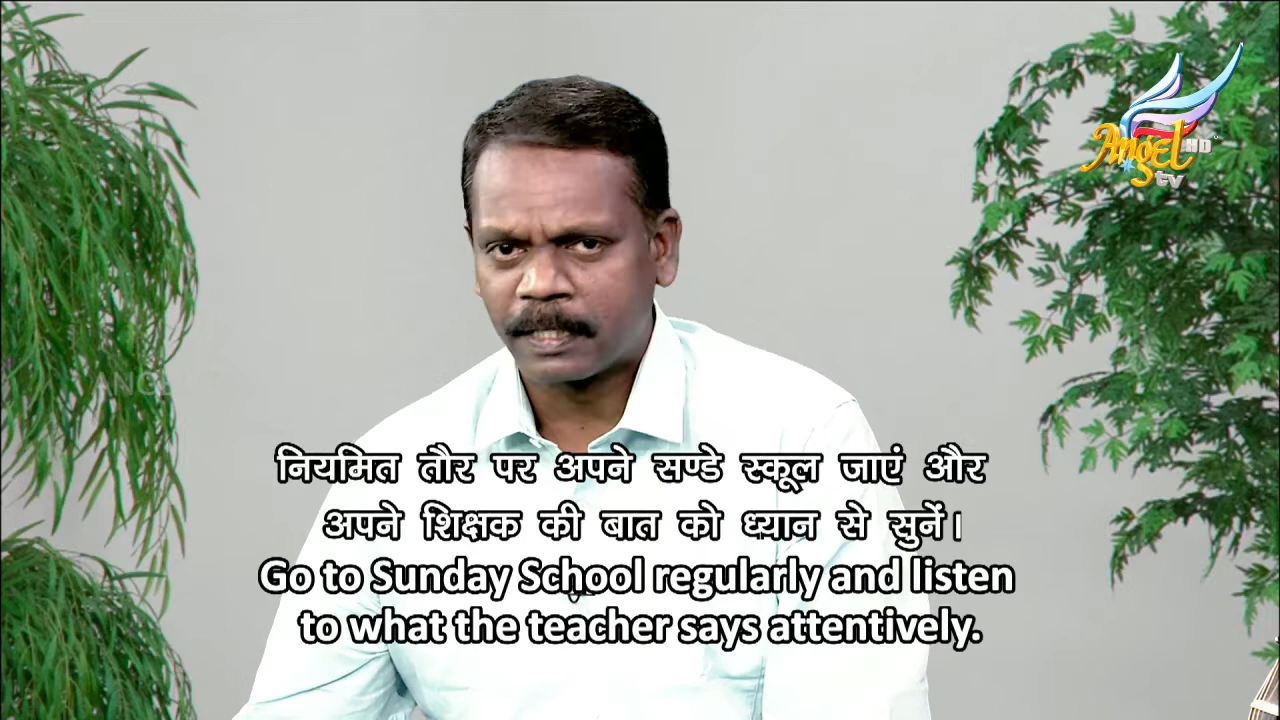 Angel HD
tv
नियमित तौर पर अपने सण्डे स्कूल जाएं और
अपने शिक्षक की बात को ध्यान से सुनें।
Go to Sunday School regularly and listen
to what the teacher says attentively.